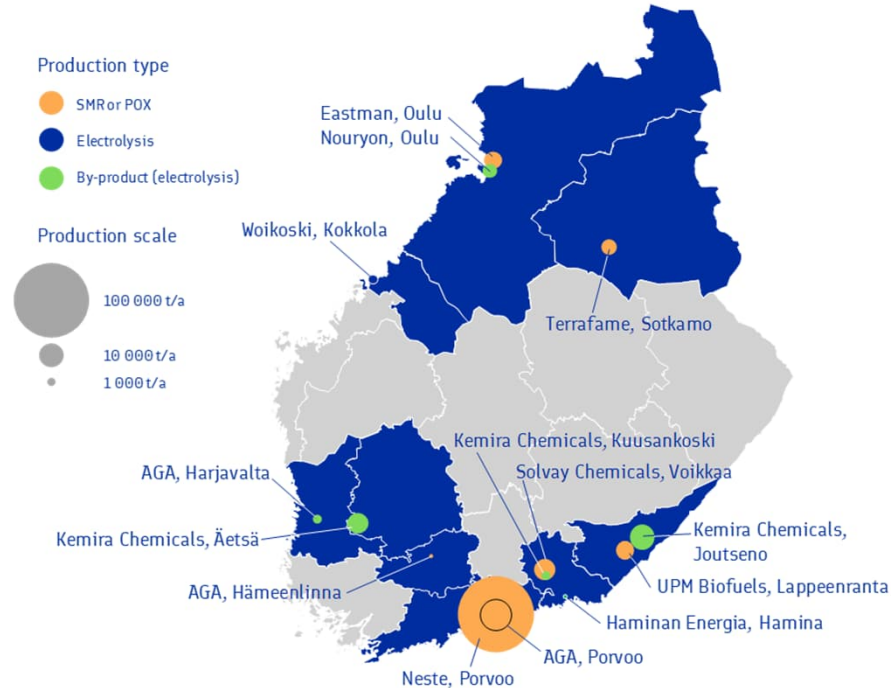 Production type
SMR or POX
Electrolysis
By-product (electrolysis)
Production scale
100 000 t/a
10 000 t/a
1 000 t/a
Eastman, Oulu
Nouryon, Oulu
Woikoski, Kokkola
Terrafame, Sotkamo
Kemira Chemicals, Kuusankoski
Solvay Chemicals, Voikkaa
AGA, Harjavalta
Kemira Chemicals, Äetsä
AGA, Hämeenlinna
Kemira Chemicals,
Joutseno
UPM Biofuels, Lappeenranta
Haminan Energia, Hamina
AGA, Porvoo
Neste, Porvoo